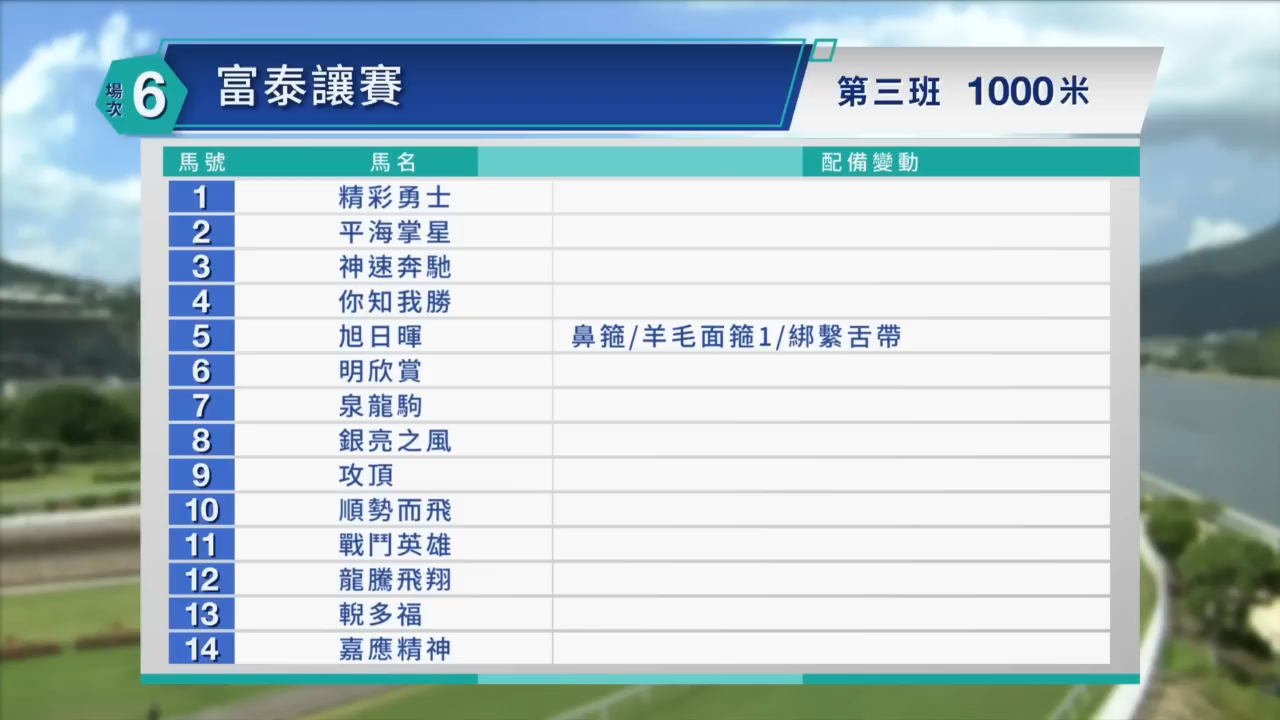 場次 6 富泰讓賽 第三班 1000米
馬號 馬名 配備變動
1 精彩勇士
2 平海掌星
3 神速奔馳
4 你知我勝
5 旭日暉 鼻箍/羊毛面箍1/綁繫舌帶
6 明欣賞
7 泉龍駒
8 銀亮之風
9 攻頂
10 順勢而飛
11 戰鬥英雄
12 龍騰飛翔
13 輗多福
14 嘉應精神